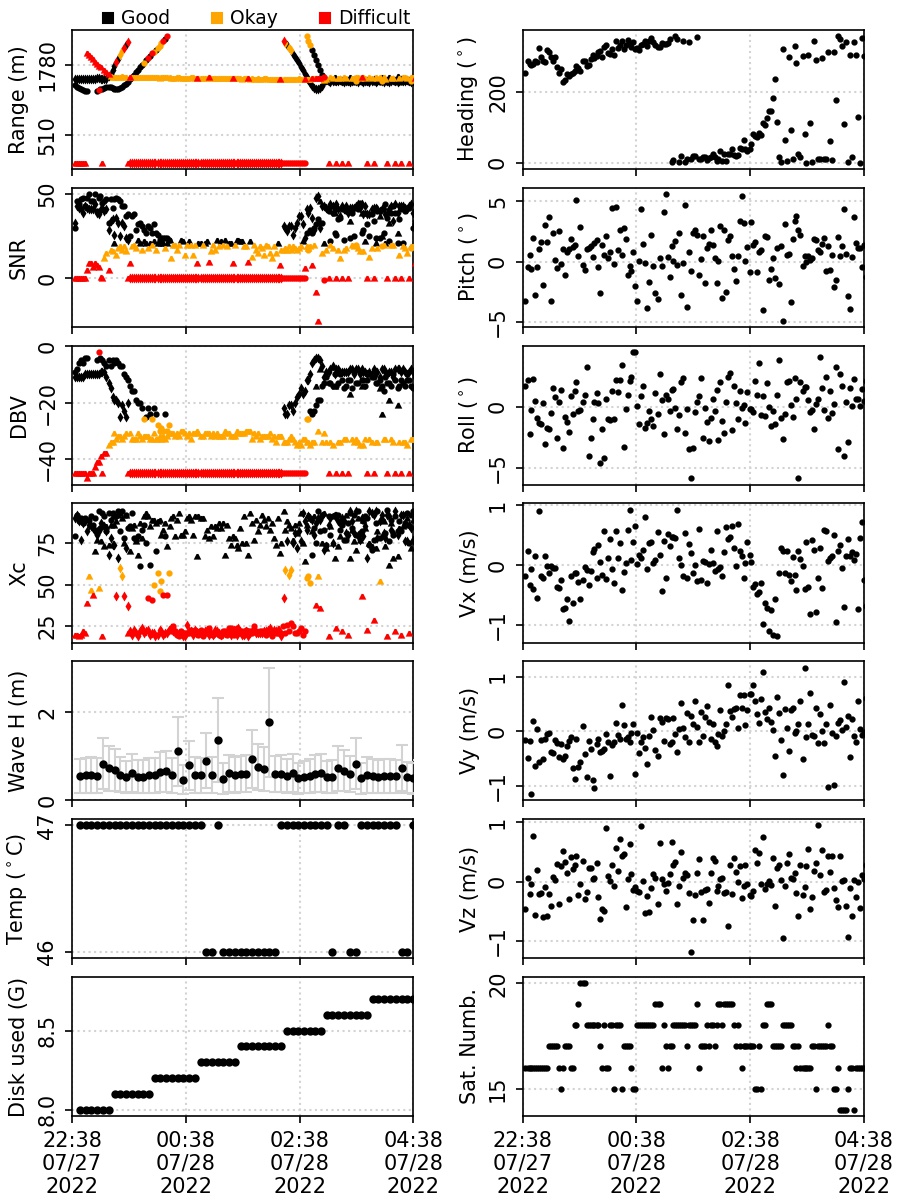 Good Okay Difficult
Range (m)
1780
510
Heading (°)
200
0
SNR
50
0
Pitch (°)
5
0
−5
DBV
0
−20
−40
Roll (°)
0
−5
Xc
75
50
25
Vx (m/s)
1
0
−1
Wave H (m)
2
0
Vy (m/s)
1
0
−1
Temp (°C)
47
46
Vz (m/s)
1
0
−1
Disk used (G)
8.5
8.0
Sat. Numb.
20
15
22:38 00:38 02:38 04:38
07/27 07/28 07/28 07/28
2022 2022 2022 2022
22:38 00:38 02:38 04:38
07/27 07/28 07/28 07/28
2022 2022 2022 2022